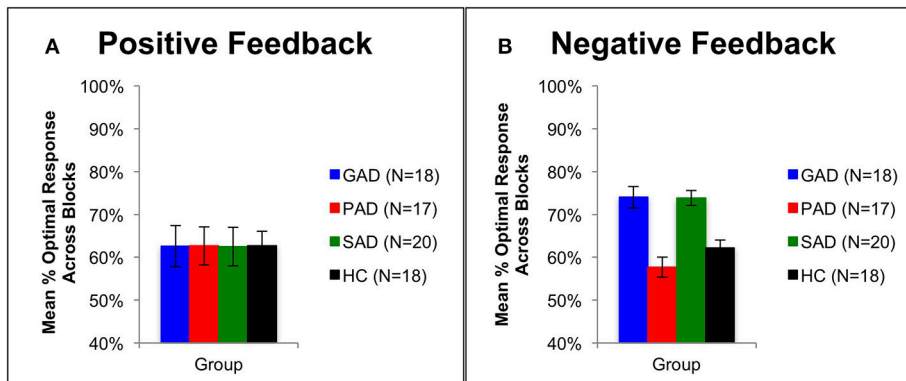 A Positive Feedback
Mean % Optimal Response
Across Blocks
100%
90%
80%
70%
60%
50%
40%
Group
GAD (N=18)
PAD (N=17)
SAD (N=20)
HC (N=18)
B Negative Feedback
Mean % Optimal Response
Across Blocks
100%
90%
80%
70%
60%
50%
40%
Group
GAD (N=18)
PAD (N=17)
SAD (N=20)
HC (N=18)